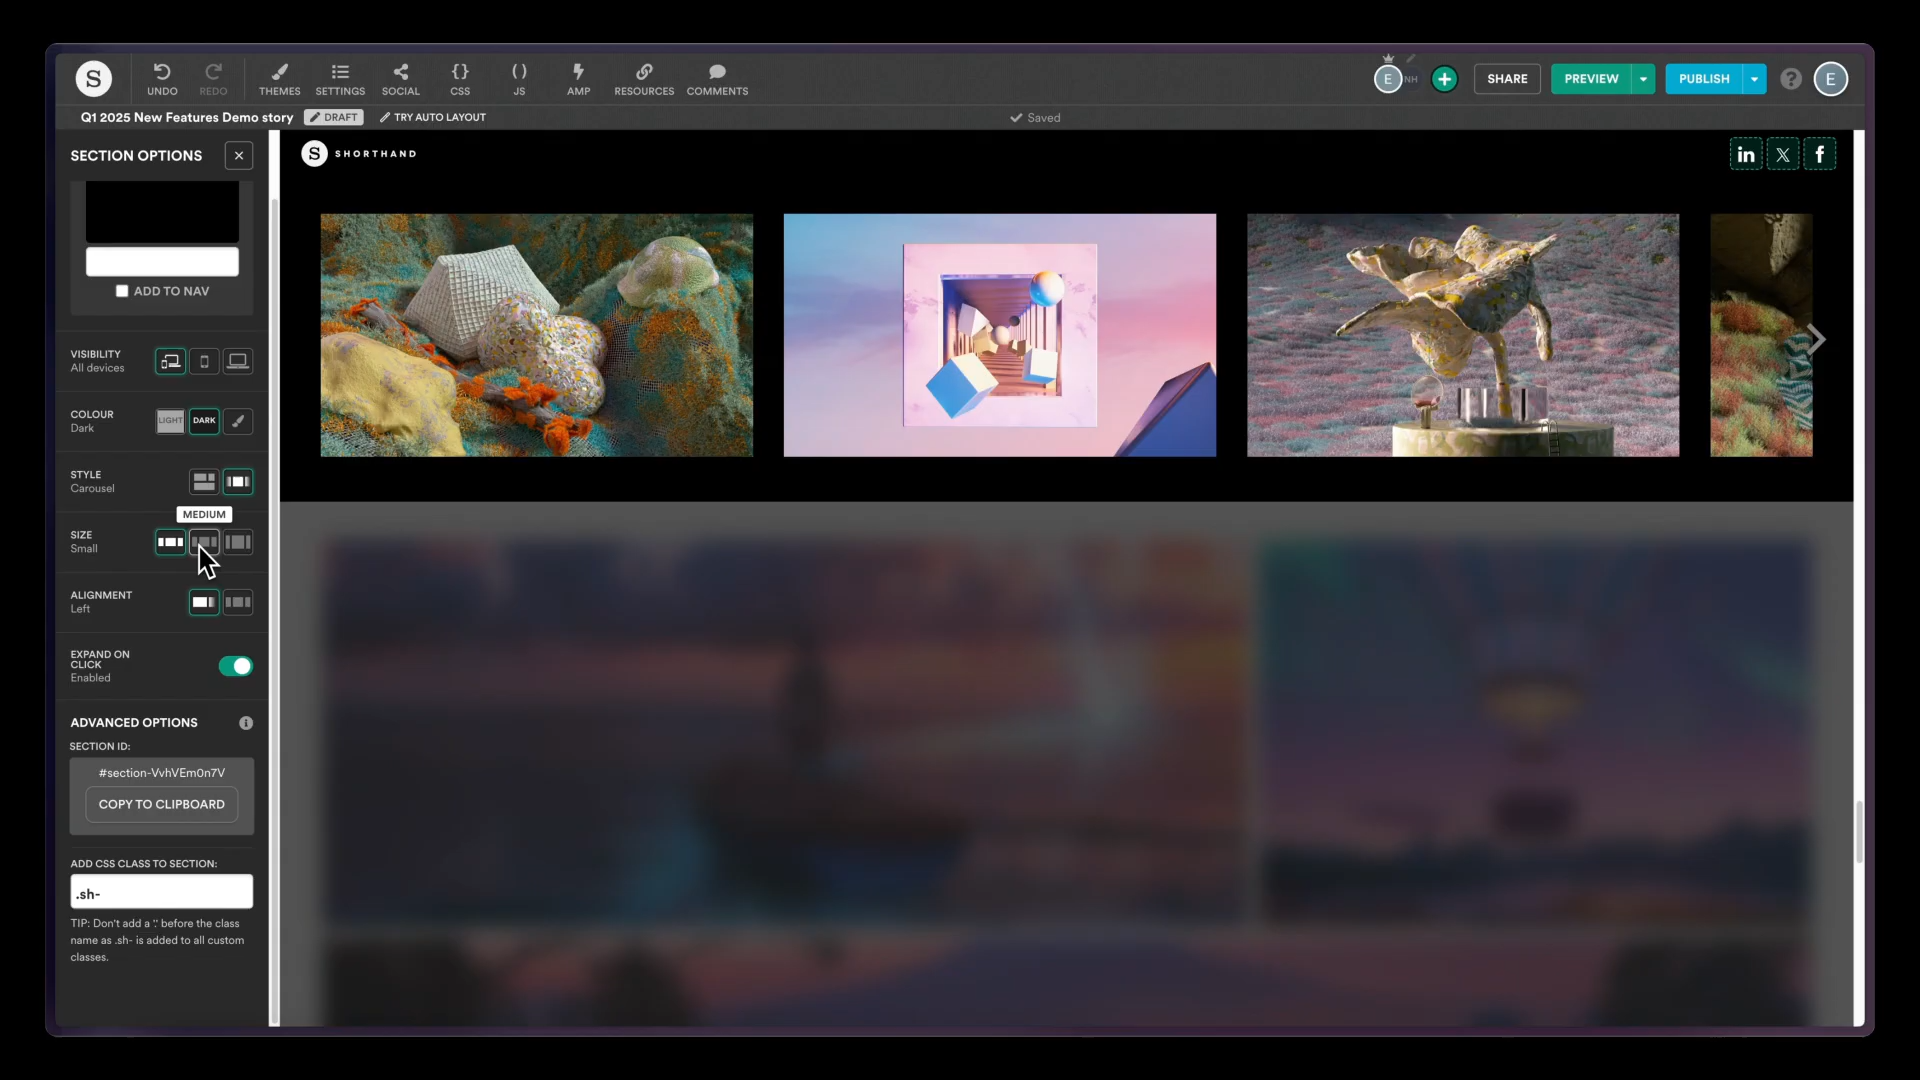 S
UNDO
REDO
THEMES
SETTINGS
SOCIAL
{}
CSS
()
JS
AMP
RESOURCES
COMMENTS
E
NH
SHARE
PREVIEW
PUBLISH
?
E
Q1 2025 New Features Demo story
DRAFT
TRY AUTO LAYOUT
Saved
SECTION OPTIONS
S SHORTHAND
in
X
f
ADD TO NAV
VISIBILITY
All devices
COLOUR
Dark
LIGHT
DARK
STYLE
Carousel
MEDIUM
SIZE
Small
ALIGNMENT
Left
EXPAND ON
CLICK
Enabled
ADVANCED OPTIONS
i
SECTION ID:
#section-VvhVEm0n7V
COPY TO CLIPBOARD
ADD CSS CLASS TO SECTION:
.sh-
TIP: Don't add a '.' before the class
name as .sh- is added to all custom
classes.